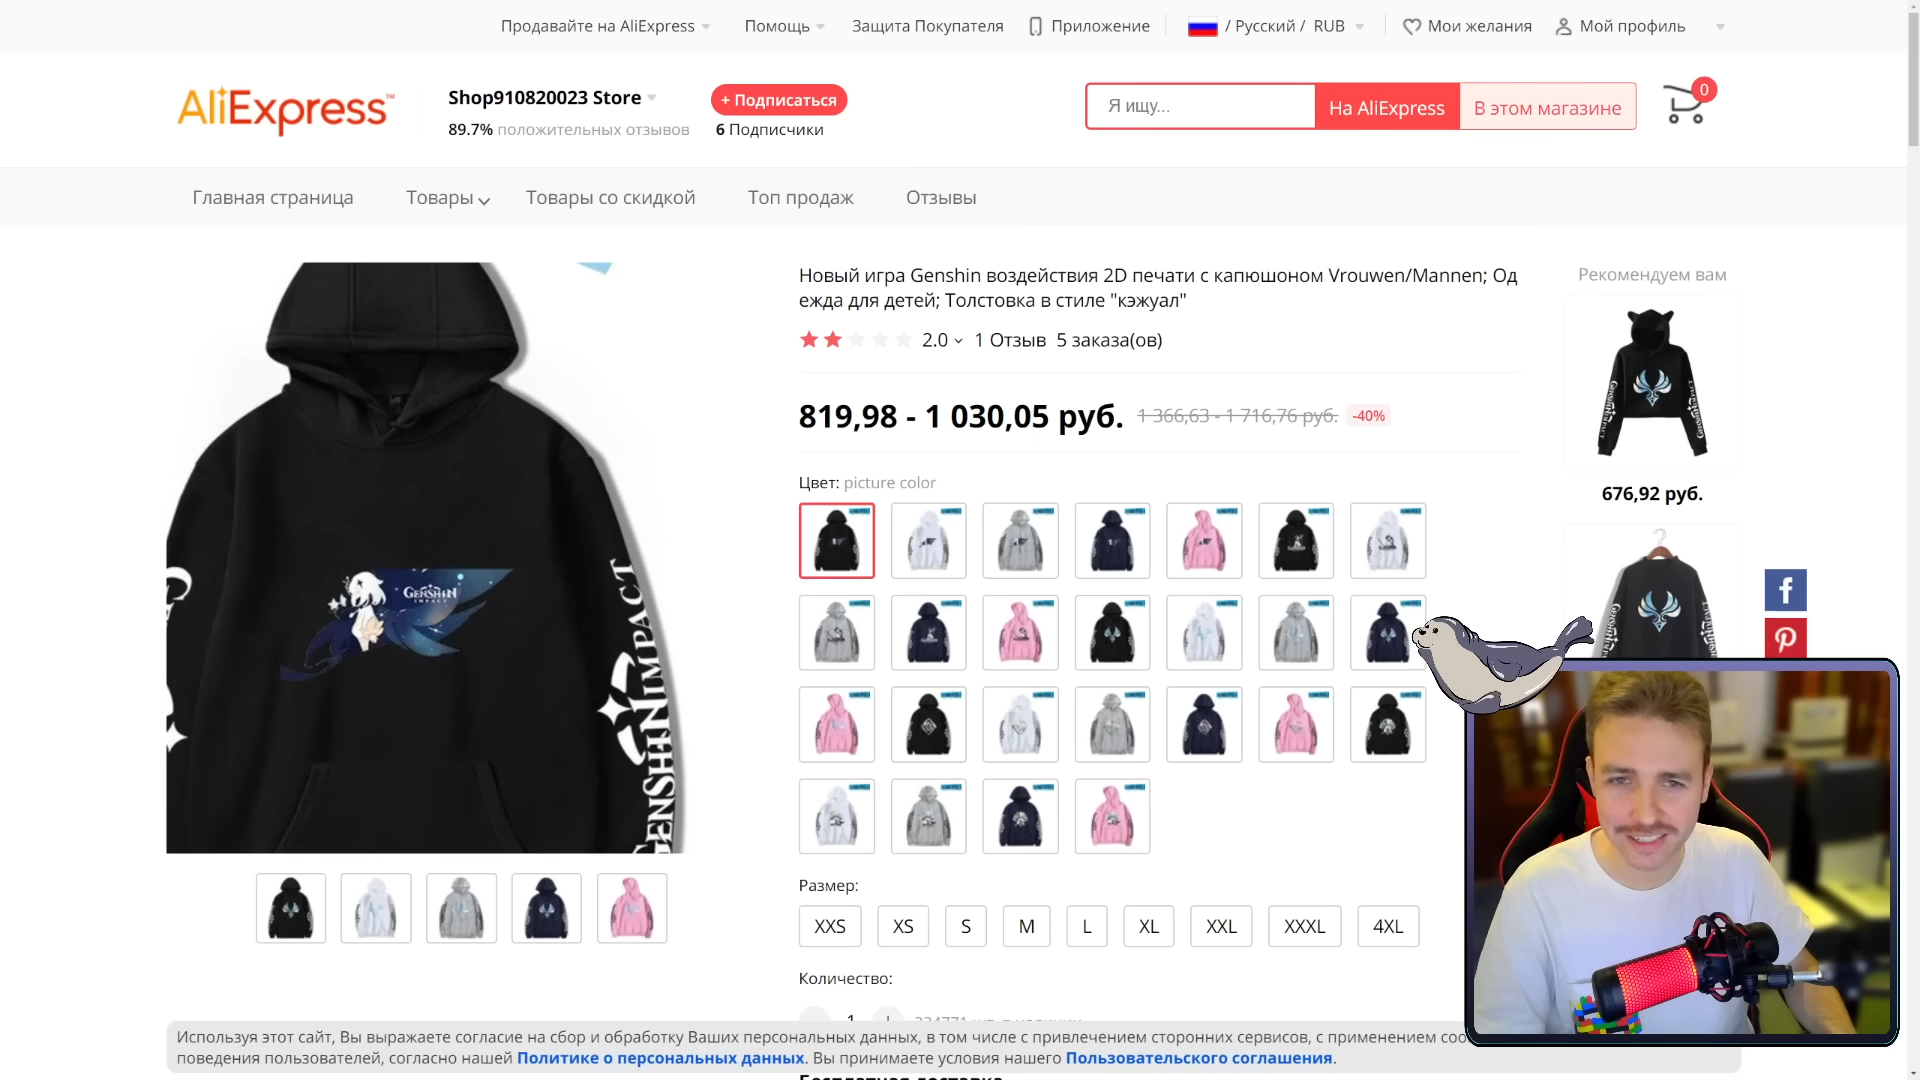 Продавайте на AliExpress
Помощь
Защита Покупателя
Приложение
/ Русский / RUB
Мои желания
Мой профиль
AliExpress™
Shop910820023 Store
89.7% положительных отзывов
+ Подписаться
6 Подписчики
Я ищу...
На AliExpress
В этом магазине
0
Главная страница
Товары
Товары со скидкой
Топ продаж
Отзывы
Новый игра Genshin воздействия 2D печати с капюшоном Vrouwen/Mannen; Од
ежда для детей; Толстовка в стиле "кэжуал"
2.0
1 Отзыв
5 заказа(ов)
819,98 - 1 030,05 руб.
1 366,63 - 1 716,76 руб.
-40%
Цвет: picture color
GENSHIN
IMPACT
GENSHIN IMPACT
Размер:
XXS
XS
S
M
L
XL
XXL
XXXL
4XL
Количество:
1
Рекомендуем вам
676,92 руб.
Используя этот сайт, Вы выражаете согласие на сбор и обработку Ваших персональных данных, в том числе с привлечением сторонних сервисов, с применением
поведения пользователей, согласно нашей Политике о персональных данных. Вы принимаете условия нашего Пользовательского соглашения.